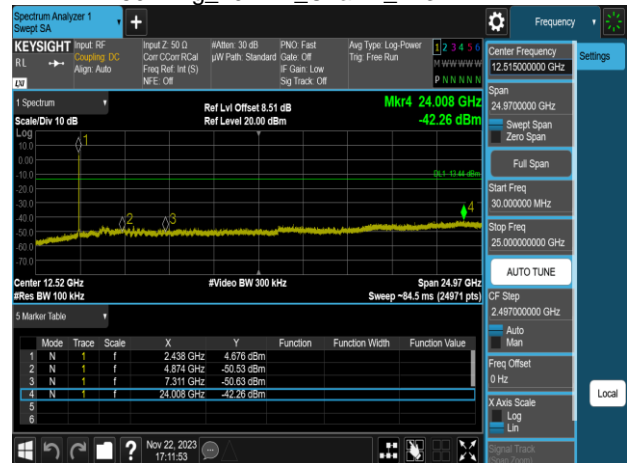 Spectrum Analyzer 1
Swept SA
KEYSIGHT
RL
Input: RF
Coupling: DC
Align: Auto
Input Z: 50 Ω
Corr CCorr RCal
Freq Ref: Int (S)
NFE: Off
#Atten: 30 dB
µW Path: Standard
PNO: Fast
Gate: Off
IF Gain: Low
Sig Track: Off
Avg Type: Log-Power
Trig: Free Run
1 2 3 4 5 6
M W W W W W
P N N N N N
1 Spectrum
Scale/Div 10 dB
Ref Lvl Offset 8.51 dB
Ref Level 20.00 dBm
Mkr4 24.008 GHz
-42.26 dBm
Log
10.0
0.00
-10.0
-20.0
-30.0
-40.0
-50.0
-60.0
-70.0
1
2
3
4
DL1 -13.44 dBm
Center 12.52 GHz
#Res BW 100 kHz
#Video BW 300 kHz
Span 24.97 GHz
Sweep ~84.5 ms (24971 pts)
5 Marker Table
Mode Trace Scale X Y Function Function Width Function Value
1 N 1 f 2.438 GHz 4.676 dBm
2 N 1 f 4.874 GHz -50.53 dBm
3 N 1 f 7.311 GHz -50.63 dBm
4 N 1 f 24.008 GHz -42.26 dBm
5
6
Nov 22, 2023
17:11:53
Frequency
Settings
Center Frequency
12.515000000 GHz
Span
24.9700000 GHz
Swept Span
Zero Span
Full Span
Start Freq
30.000000 MHz
Stop Freq
25.000000000 GHz
AUTO TUNE
CF Step
2.497000000 GHz
Auto
Man
Freq Offset
0 Hz
X Axis Scale
Log
Lin
Signal Track
(Span Zoom)
Local